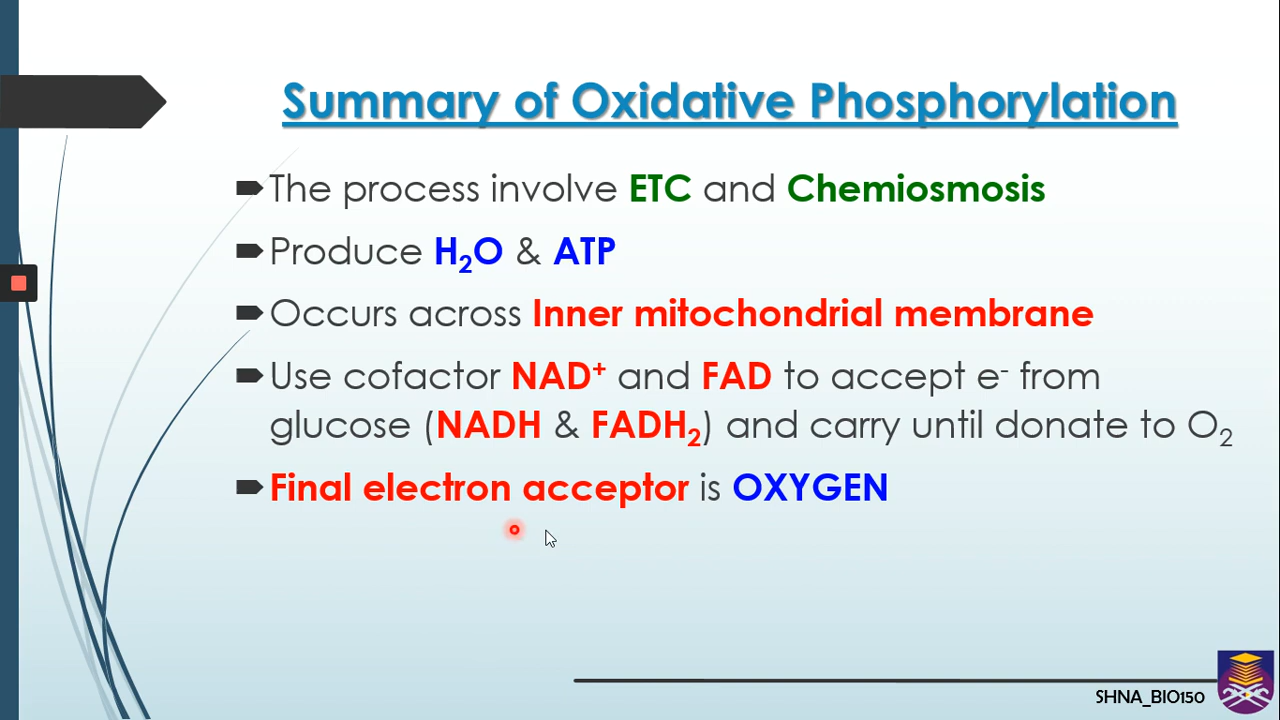 Summary of Oxidative Phosphorylation
The process involve ETC and Chemiosmosis
Produce H₂O & ATP
Occurs across Inner mitochondrial membrane
Use cofactor NAD⁺ and FAD to accept e⁻ from
glucose (NADH & FADH₂) and carry until donate to O₂
Final electron acceptor is OXYGEN
SHNA_BIO150